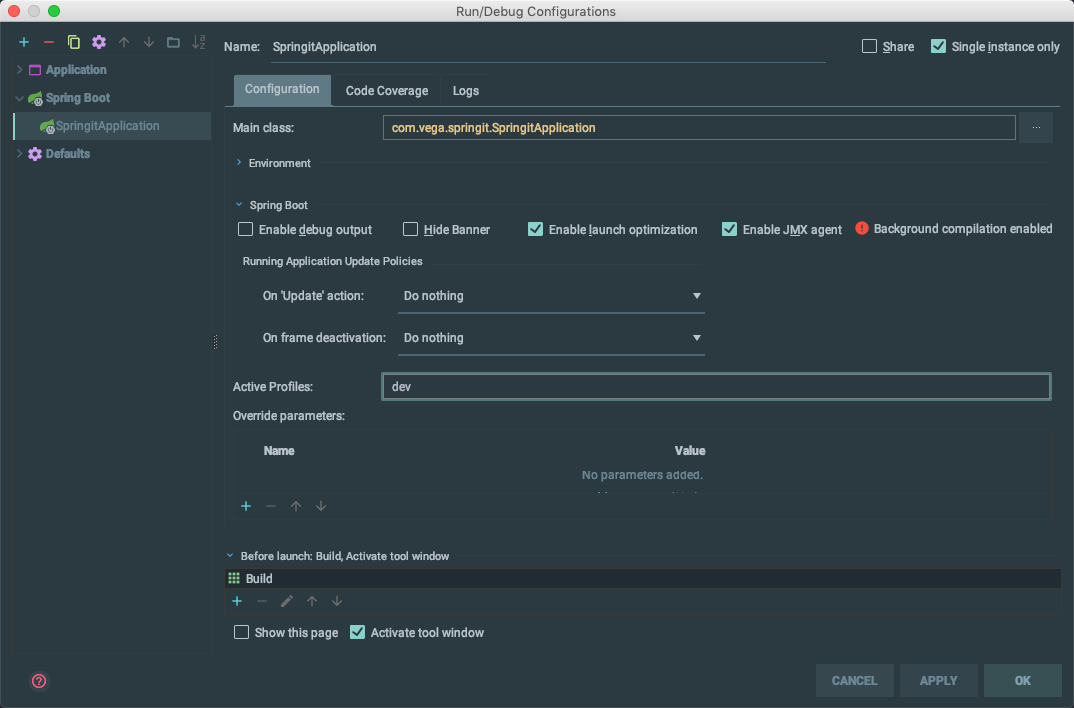 Run/Debug Configurations
Name: SpringitApplication
Share Single instance only
Application
Spring Boot
SpringitApplication
Defaults
Configuration Code Coverage Logs
Main class: com.vega.springit.SpringitApplication ...
Environment
Spring Boot
Enable debug output Hide Banner Enable launch optimization Enable JMX agent Background compilation enabled
Running Application Update Policies
On 'Update' action: Do nothing
On frame deactivation: Do nothing
Active Profiles: dev
Override parameters:
Name Value
No parameters added.
Before launch: Build, Activate tool window
Build
Show this page Activate tool window
CANCEL APPLY OK